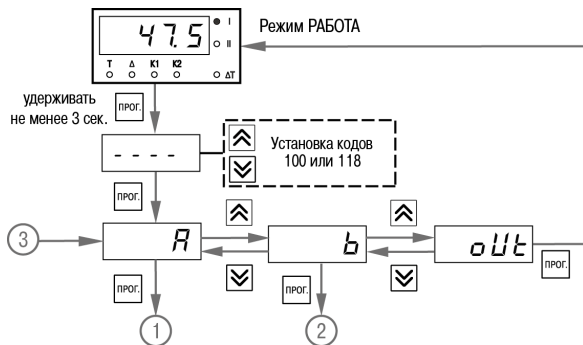 47.5
I
II
T Δ K1 K2 ΔT
Режим РАБОТА
удерживать
не менее 3 сек.
ПРОГ.
- - - -
Установка кодов
100 или 118
ПРОГ.
3
A
b
oUt
ПРОГ.
ПРОГ.
ПРОГ.
1
2